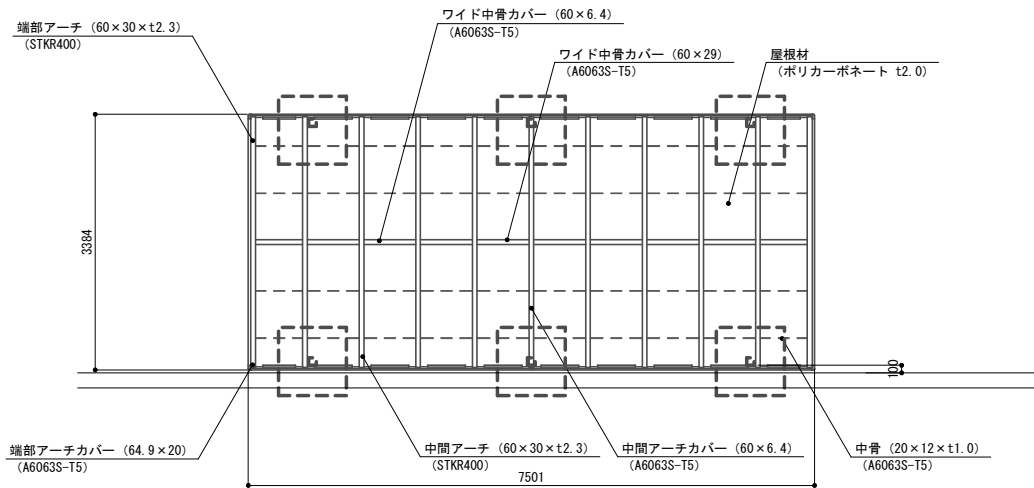 ワイド中骨カバー（60×6.4）
（A6063S-T5）
端部アーチ（60×30×t2.3）
（STKR400）
ワイド中骨カバー（60×29）
（A6063S-T5）
屋根材
（ポリカーボネート t2.0）
3384
100
端部アーチカバー（64.9×20）
（A6063S-T5）
中間アーチ（60×30×t2.3）
（STKR400）
中間アーチカバー（60×6.4）
（A6063S-T5）
中骨（20×12×t1.0）
（A6063S-T5）
7501